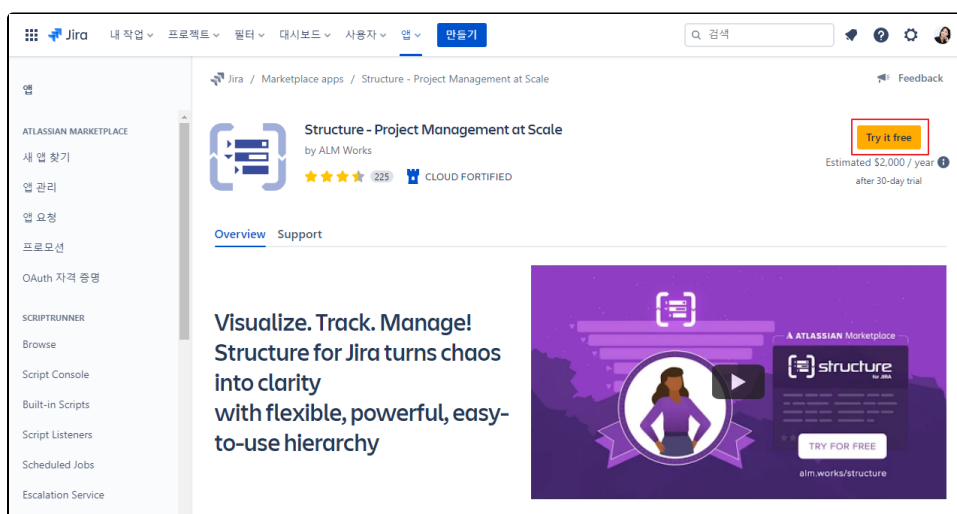 Jira 내 작업 프로젝트 필터 대시보드 사용자 앱 만들기 검색
앱
ATLASSIAN MARKETPLACE
새 앱 찾기
앱 관리
앱 요청
프로모션
OAuth 자격 증명
SCRIPTRUNNER
Browse
Script Console
Built-in Scripts
Script Listeners
Scheduled Jobs
Escalation Service
Jira / Marketplace apps / Structure - Project Management at Scale
Feedback
Structure - Project Management at Scale
by ALM Works
225 CLOUD FORTIFIED
Try it free
Estimated $2,000 / year
after 30-day trial
Overview Support
Visualize. Track. Manage!
Structure for Jira turns chaos
into clarity
with flexible, powerful, easy-
to-use hierarchy
ATLASSIAN Marketplace
structure
for JIRA
TRY FOR FREE
alm.works/structure